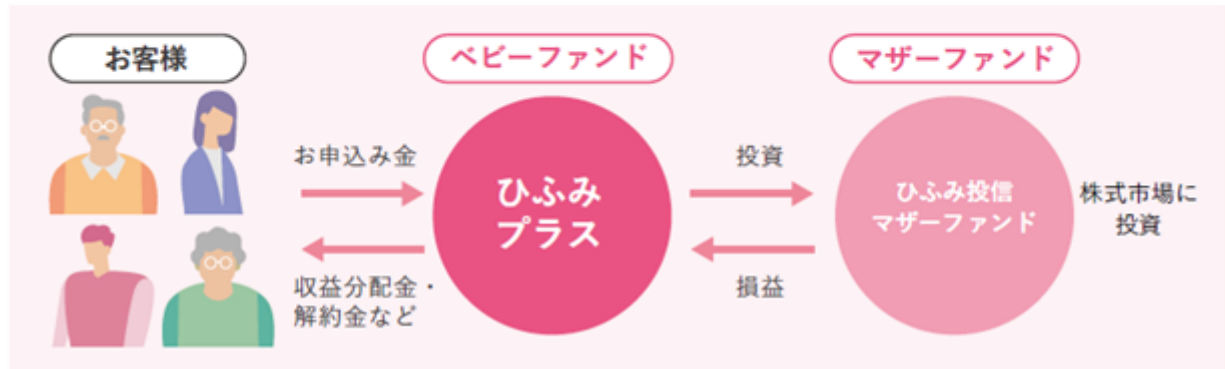 お客様
ベビーファンド
マザーファンド
お申込み金
収益分配金・
解約金など
ひふみ
プラス
投資
損益
ひふみ投信
マザーファンド
株式市場に
投資